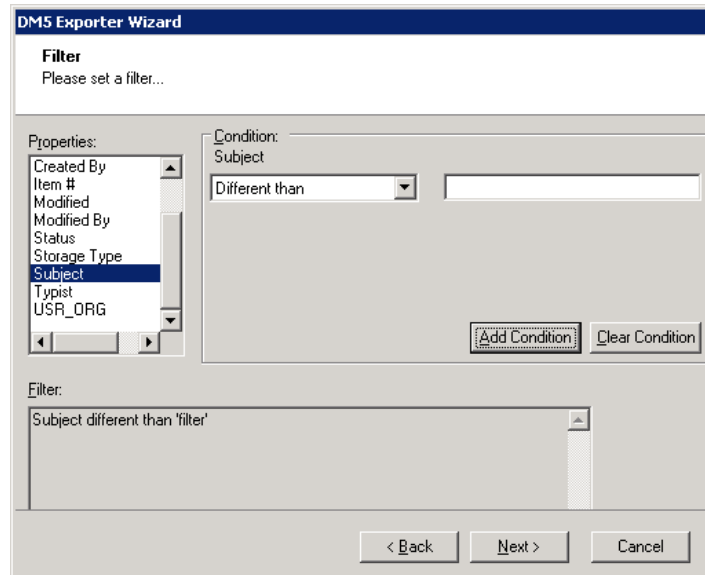 DM5 Exporter Wizard
Filter
Please set a filter...
Properties:
Created By
Item #
Modified
Modified By
Status
Storage Type
Subject
Typist
USR_ORG
Condition:
Subject
Different than
Add Condition
Clear Condition
Filter:
Subject different than 'filter'
< Back
Next >
Cancel